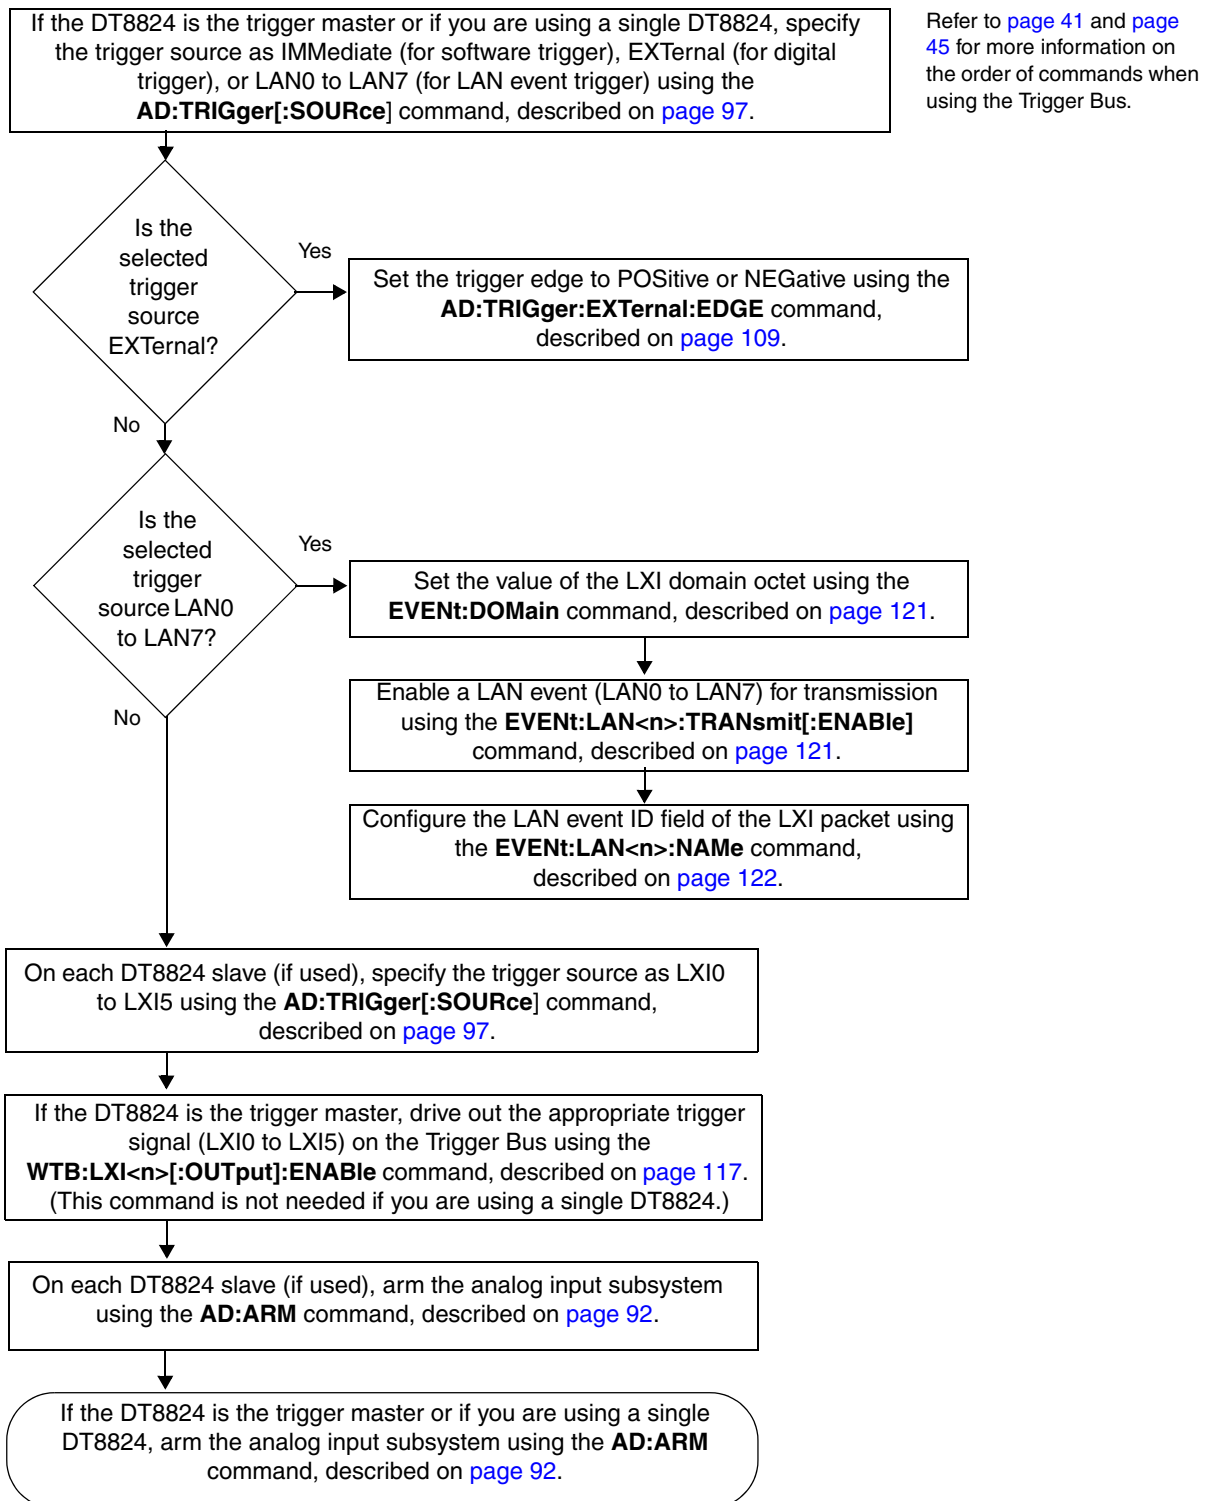 If the DT8824 is the trigger master or if you are using a single DT8824, specify
the trigger source as IMMediate (for software trigger), EXTernal (for digital
trigger), or LAN0 to LAN7 (for LAN event trigger) using the
AD:TRIGger[:SOURce] command, described on page 97.
Refer to page 41 and page
45 for more information on
the order of commands when
using the Trigger Bus.
Is the
selected
trigger
source
EXTernal?
Yes
Set the trigger edge to POSitive or NEGative using the
AD:TRIGger:EXTernal:EDGE command,
described on page 109.
No
Is the
selected
trigger
source LAN0
to LAN7?
Yes
Set the value of the LXI domain octet using the
EVENt:DOMain command, described on page 121.
Enable a LAN event (LAN0 to LAN7) for transmission
using the EVENt:LAN<n>:TRANsmit[:ENABle]
command, described on page 121.
Configure the LAN event ID field of the LXI packet using
the EVENt:LAN<n>:NAMe command,
described on page 122.
No
On each DT8824 slave (if used), specify the trigger source as LXI0
to LXI5 using the AD:TRIGger[:SOURce] command,
described on page 97.
If the DT8824 is the trigger master, drive out the appropriate trigger
signal (LXI0 to LXI5) on the Trigger Bus using the
WTB:LXI<n>[:OUTput]:ENABle command, described on page 117.
(This command is not needed if you are using a single DT8824.)
On each DT8824 slave (if used), arm the analog input subsystem
using the AD:ARM command, described on page 92.
If the DT8824 is the trigger master or if you are using a single
DT8824, arm the analog input subsystem using the AD:ARM
command, described on page 92.